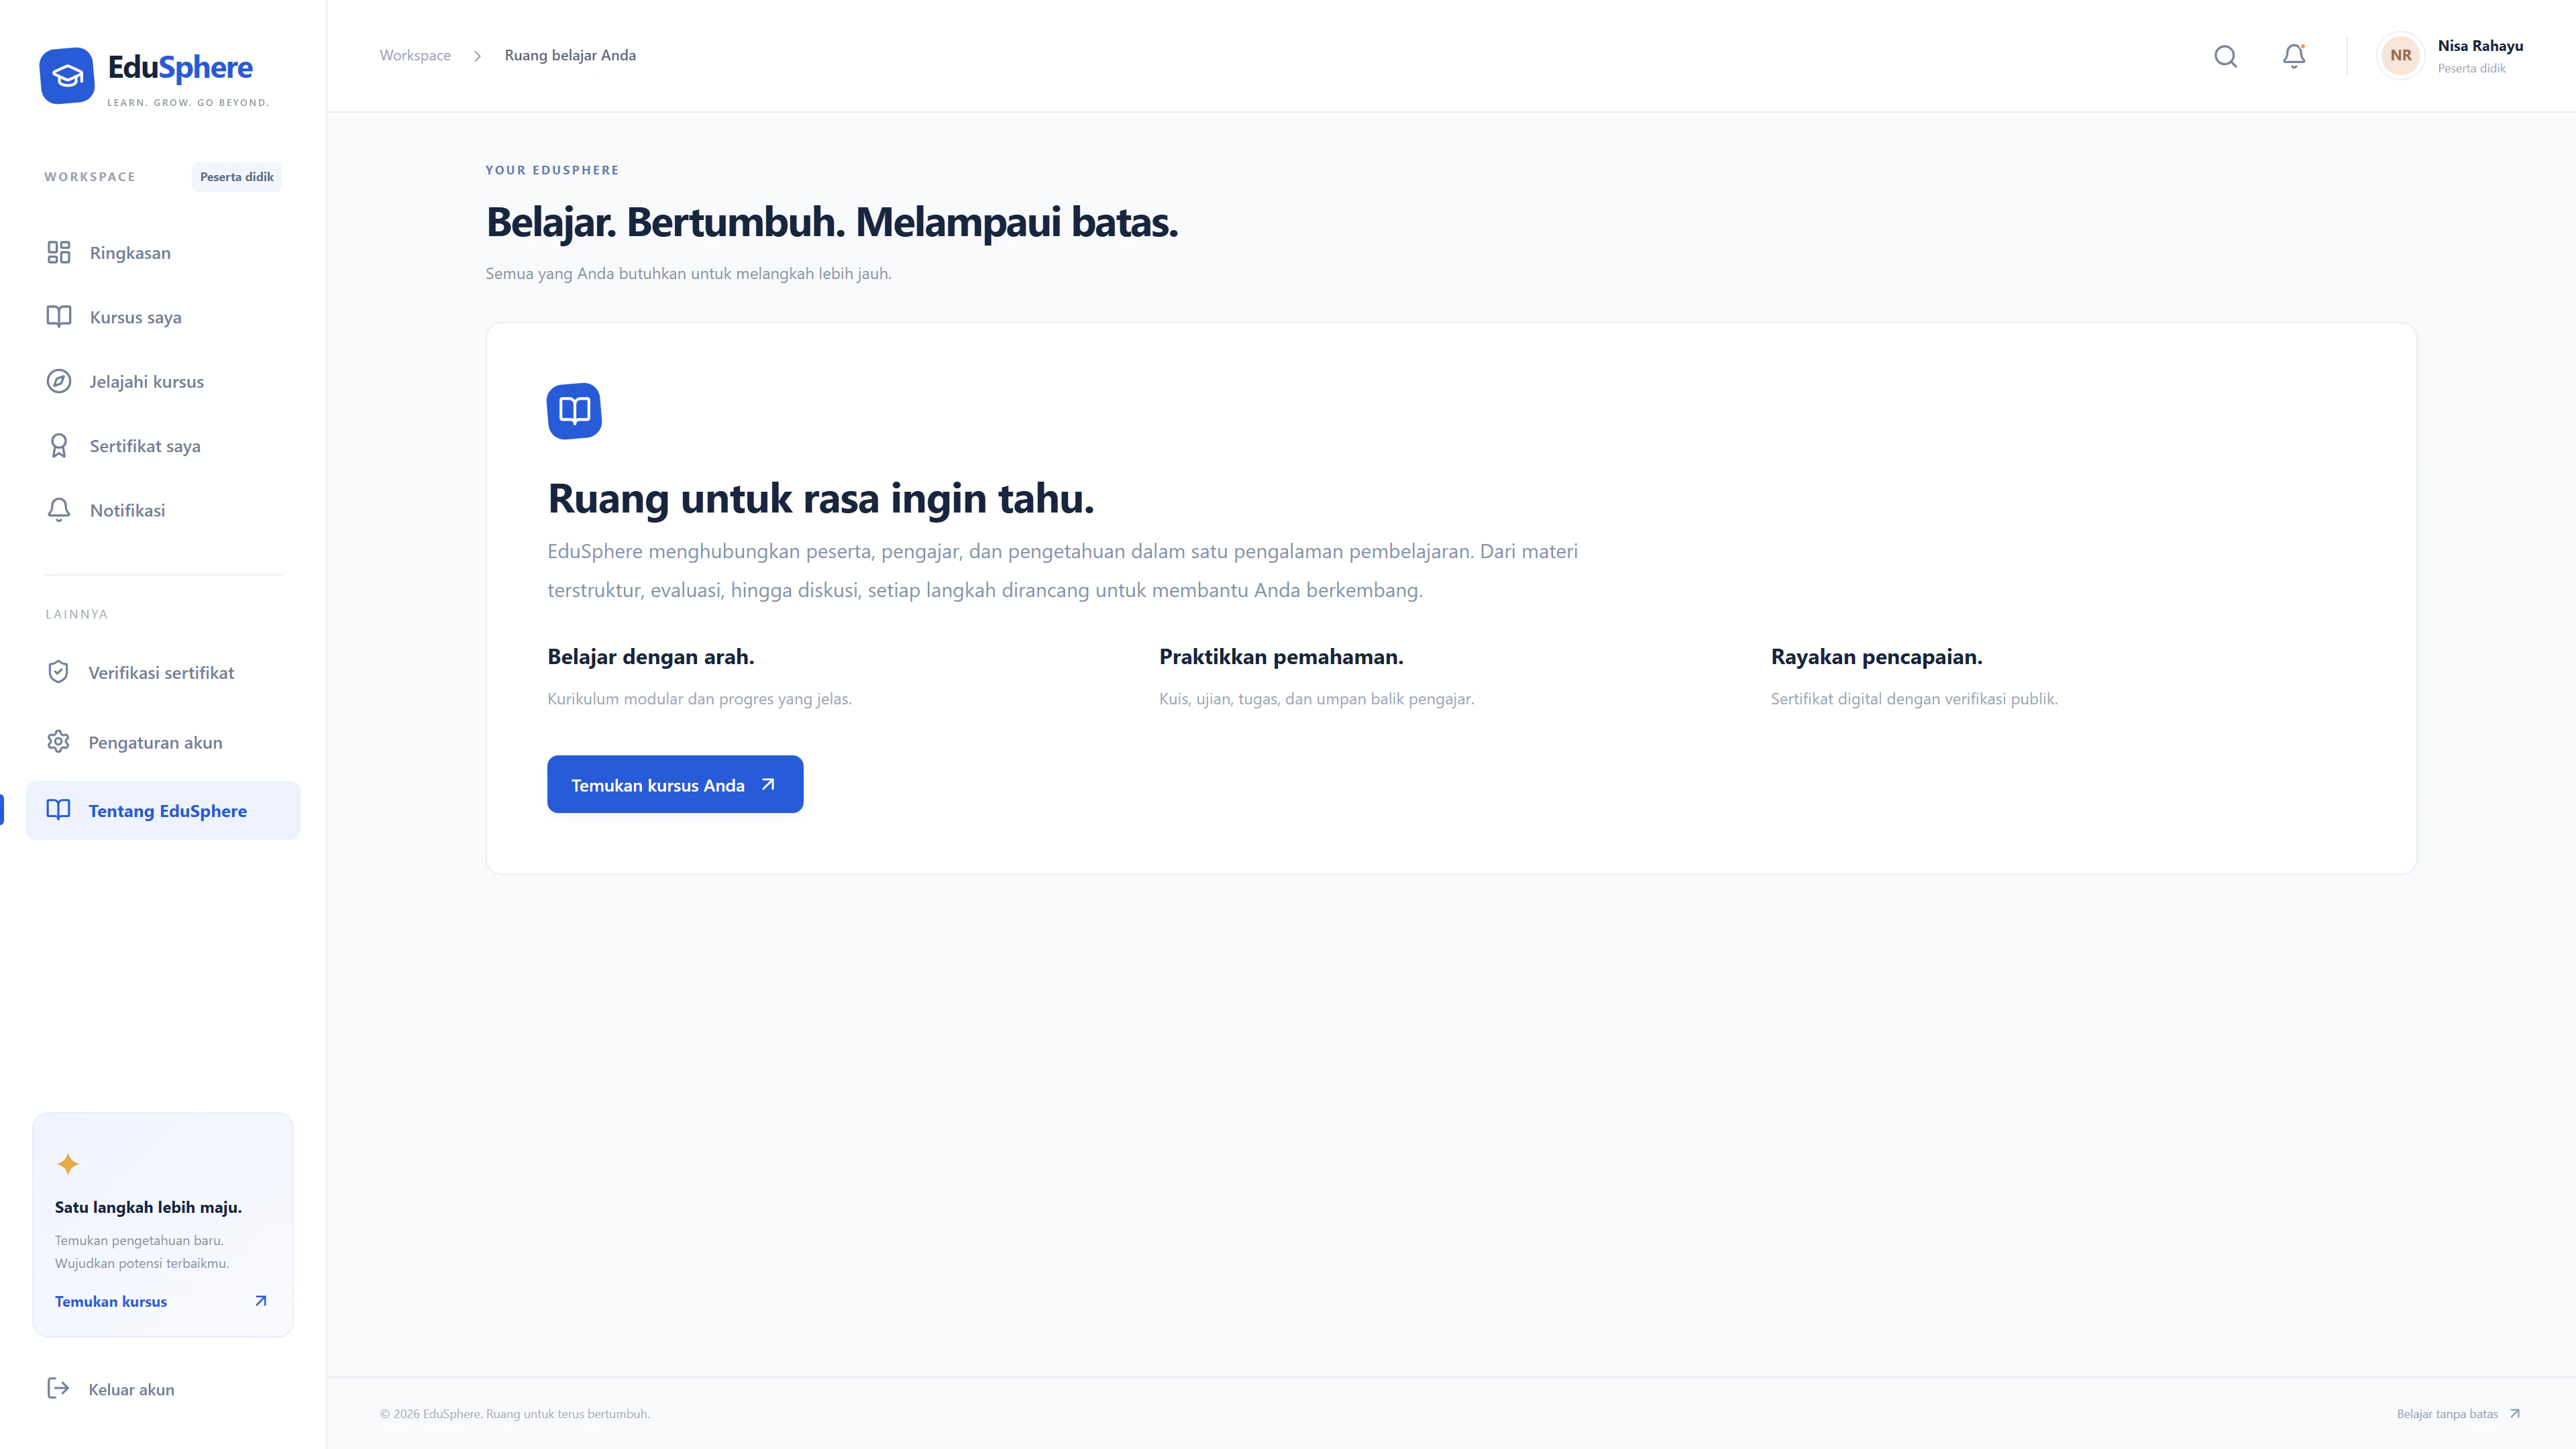 EduSphere
LEARN. GROW. GO BEYOND.
WORKSPACE
Peserta didik
Ringkasan
Kursus saya
Jelajahi kursus
Sertifikat saya
Notifikasi
LAINNYA
Verifikasi sertifikat
Pengaturan akun
Tentang EduSphere
Satu langkah lebih maju.
Temukan pengetahuan baru.
Wujudkan potensi terbaikmu.
Temukan kursus
Keluar akun
Workspace
Ruang belajar Anda
NR
Nisa Rahayu
Peserta didik
YOUR EDUSPHERE
Belajar. Bertumbuh. Melampaui batas.
Semua yang Anda butuhkan untuk melangkah lebih jauh.
Ruang untuk rasa ingin tahu.
EduSphere menghubungkan peserta, pengajar, dan pengetahuan dalam satu pengalaman pembelajaran. Dari materi
terstruktur, evaluasi, hingga diskusi, setiap langkah dirancang untuk membantu Anda berkembang.
Belajar dengan arah.
Kurikulum modular dan progres yang jelas.
Praktikkan pemahaman.
Kuis, ujian, tugas, dan umpan balik pengajar.
Rayakan pencapaian.
Sertifikat digital dengan verifikasi publik.
Temukan kursus Anda
© 2026 EduSphere. Ruang untuk terus bertumbuh.
Belajar tanpa batas